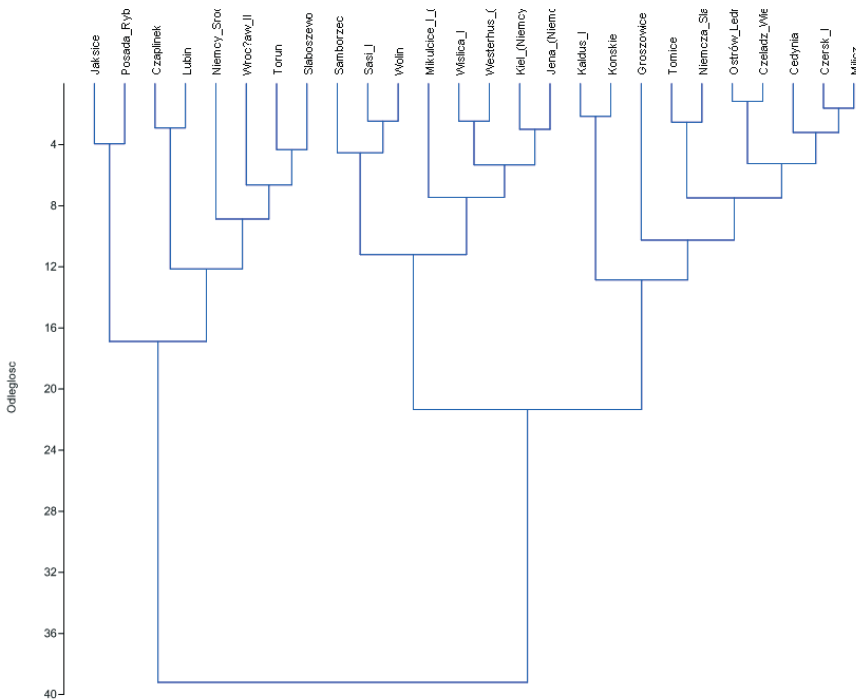 Jaksice
Posada_Ryb
Czaplinek
Lubin
Niemcy_Sroc
Wroc?aw_II
Torun
Slaboszewo
Samborzec
Sasi_I
Wolin
Mikulcice_I_(
Wislica_I
Westerhus_(
Kiel_(Niemcy
Jena_(Niemc
Kaldus_I
Konskie
Groszowice
Tomice
Niemcza_Sla
Ostrów_Ledr
Czeladz_Wie
Cedynia
Czersk_I
Milicz
4
8
12
16
20
24
28
32
36
40
Odleglosc